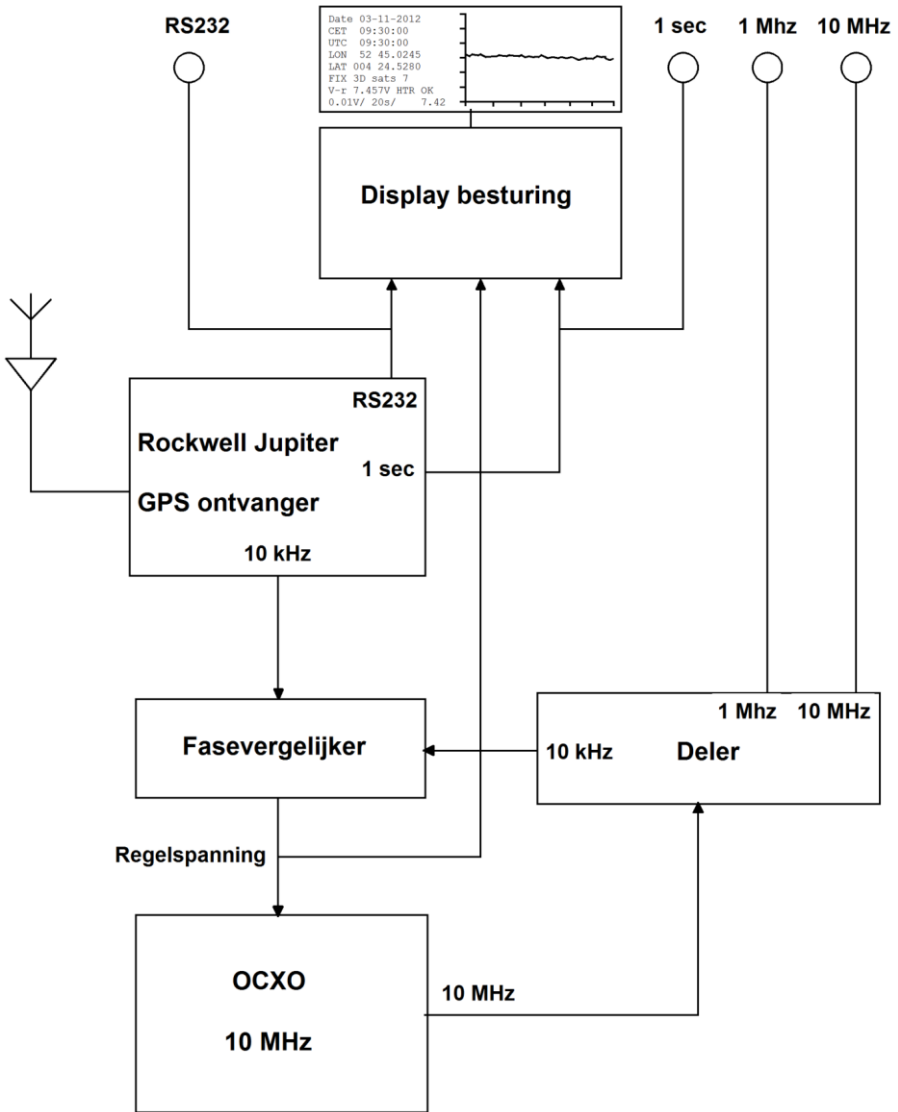 RS232
1 sec
1 Mhz
10 MHz
Date 03-11-2012
CET 09:30:00
UTC 09:30:00
LON 52 45.0245
LAT 004 24.5280
FIX 3D sats 7
V-r 7.457V HTR OK
0.01V/ 20s/ 7.42
Display besturing
RS232
Rockwell Jupiter
1 sec
GPS ontvanger
10 kHz
1 Mhz
10 MHz
Fasevergelijker
10 kHz
Deler
Regelspanning
OCXO
10 MHz
10 MHz